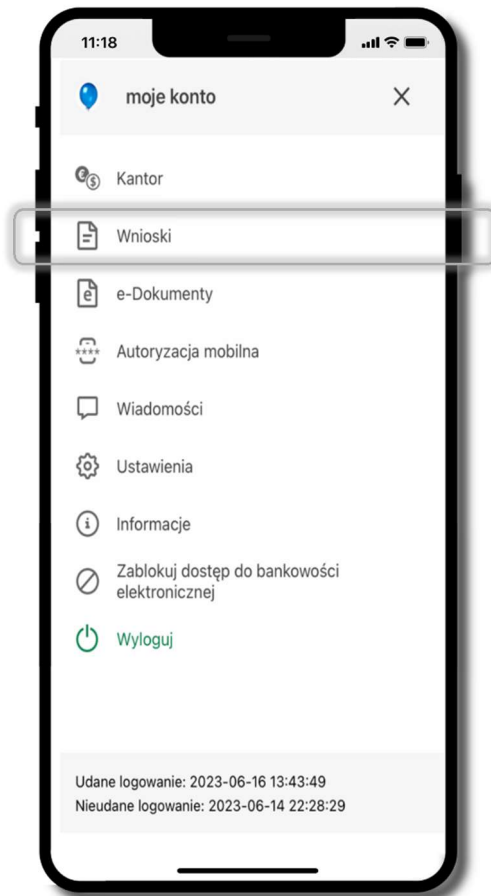 11:18
moje konto
Kantor
Wnioski
e-Dokumenty
Autoryzacja mobilna
Wiadomości
Ustawienia
Informacje
Zablokuj dostęp do bankowości
elektronicznej
Wyloguj
Udane logowanie: 2023-06-16 13:43:49
Nieudane logowanie: 2023-06-14 22:28:29